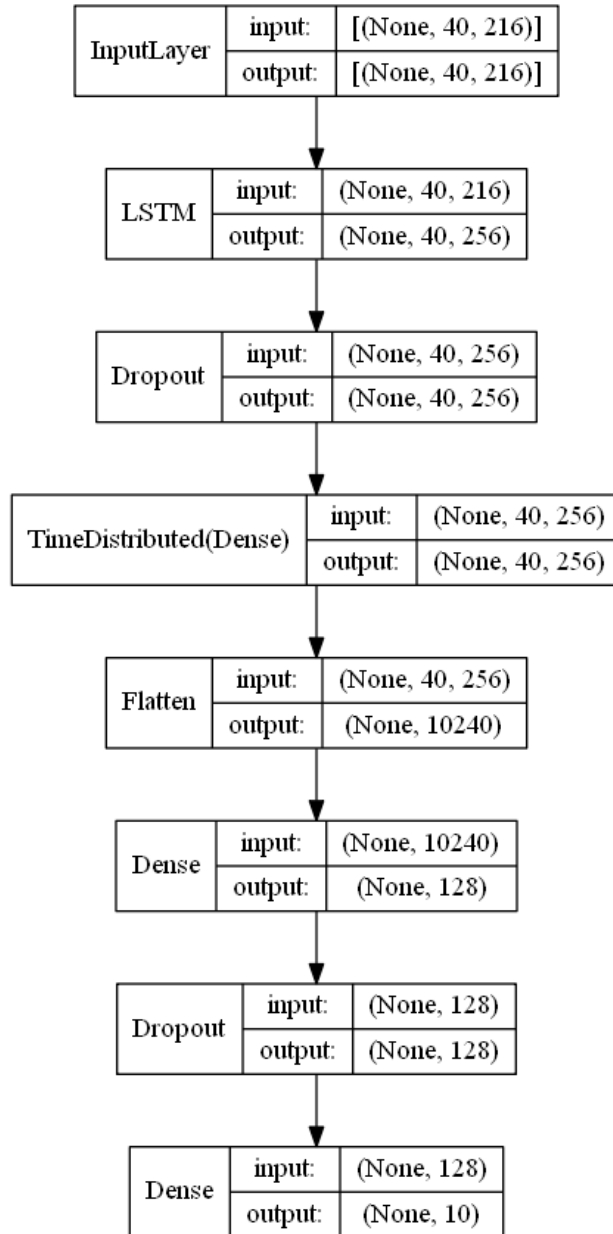 InputLayer input: [(None, 40, 216)]
output: [(None, 40, 216)]
LSTM input: (None, 40, 216)
output: (None, 40, 256)
Dropout input: (None, 40, 256)
output: (None, 40, 256)
TimeDistributed(Dense) input: (None, 40, 256)
output: (None, 40, 256)
Flatten input: (None, 40, 256)
output: (None, 10240)
Dense input: (None, 10240)
output: (None, 128)
Dropout input: (None, 128)
output: (None, 128)
Dense input: (None, 128)
output: (None, 10)